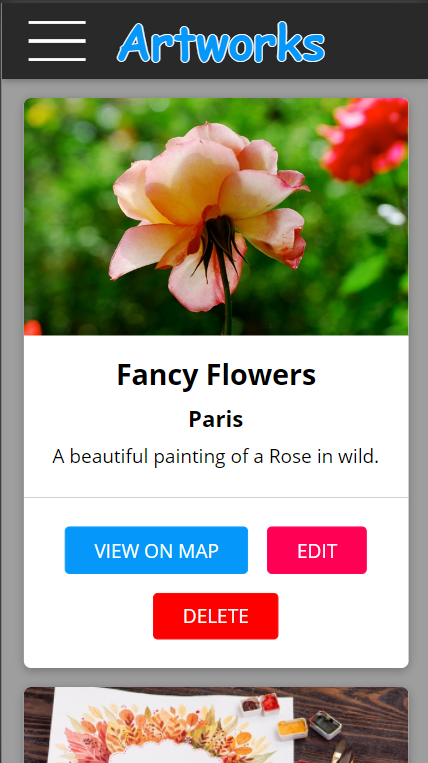 Artworks
Fancy Flowers
Paris
A beautiful painting of a Rose in wild.
VIEW ON MAP
EDIT
DELETE